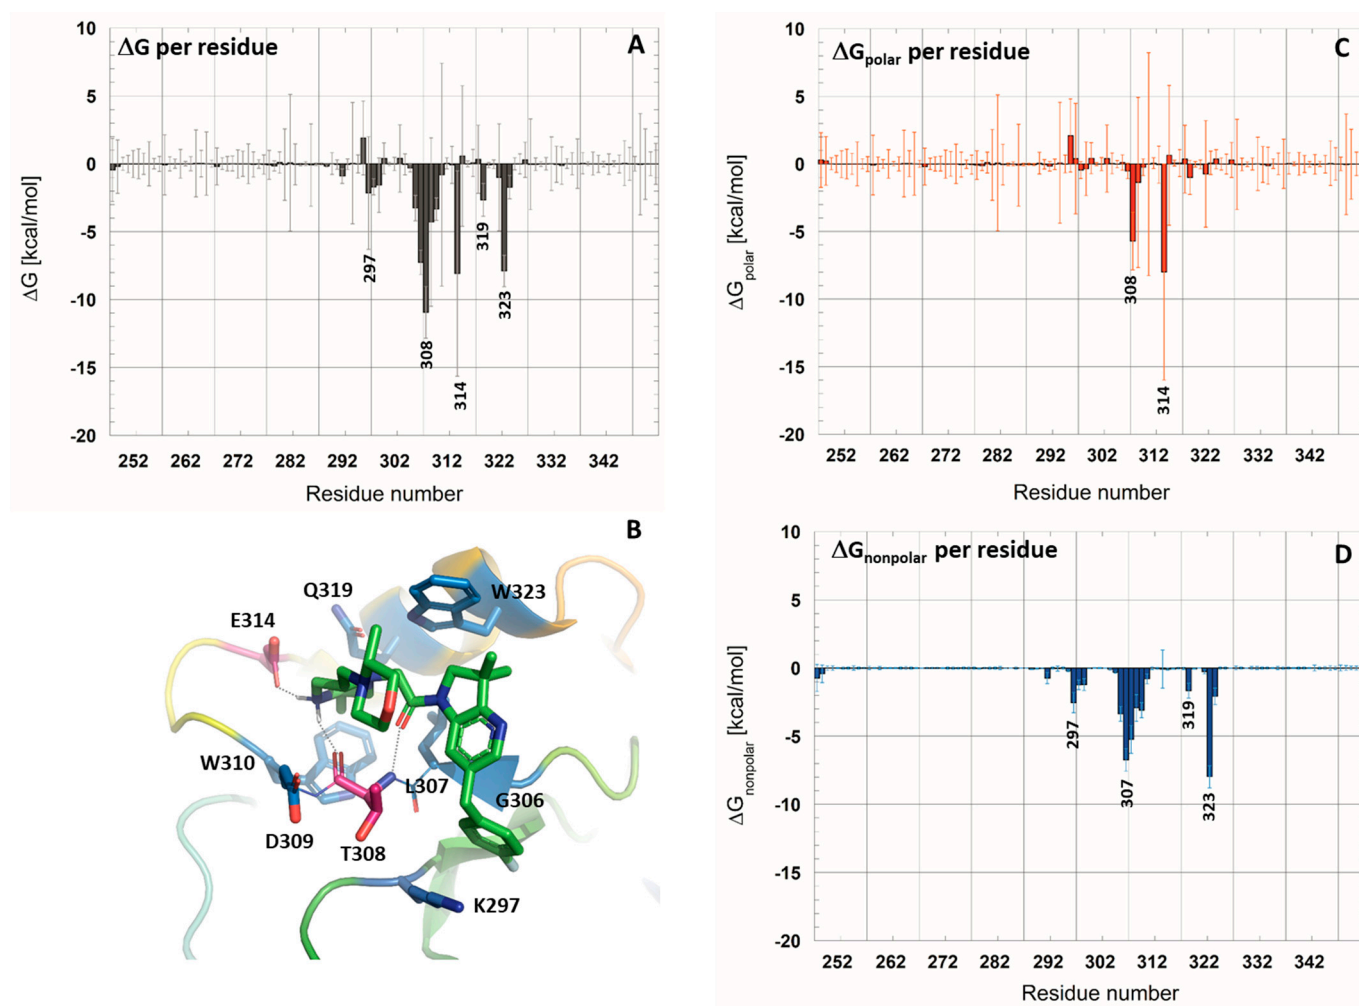 ΔG per residue
A
10
5
0
-5
-10
-15
-20
ΔG [kcal/mol]
297
308
314
319
323
252 262 272 282 292 302 312 322 332 342
Residue number
B
Q319
W323
E314
W310
L307
G306
D309
T308
K297
ΔGpolar per residue
C
10
5
0
-5
-10
-15
-20
ΔG polar [kcal/mol]
308
314
252 262 272 282 292 302 312 322 332 342
Residue number
ΔGnonpolar per residue
D
10
5
0
-5
-10
-15
-20
ΔG nonpolar [kcal/mol]
297
307
319
323
252 262 272 282 292 302 312 322 332 342
Residue number